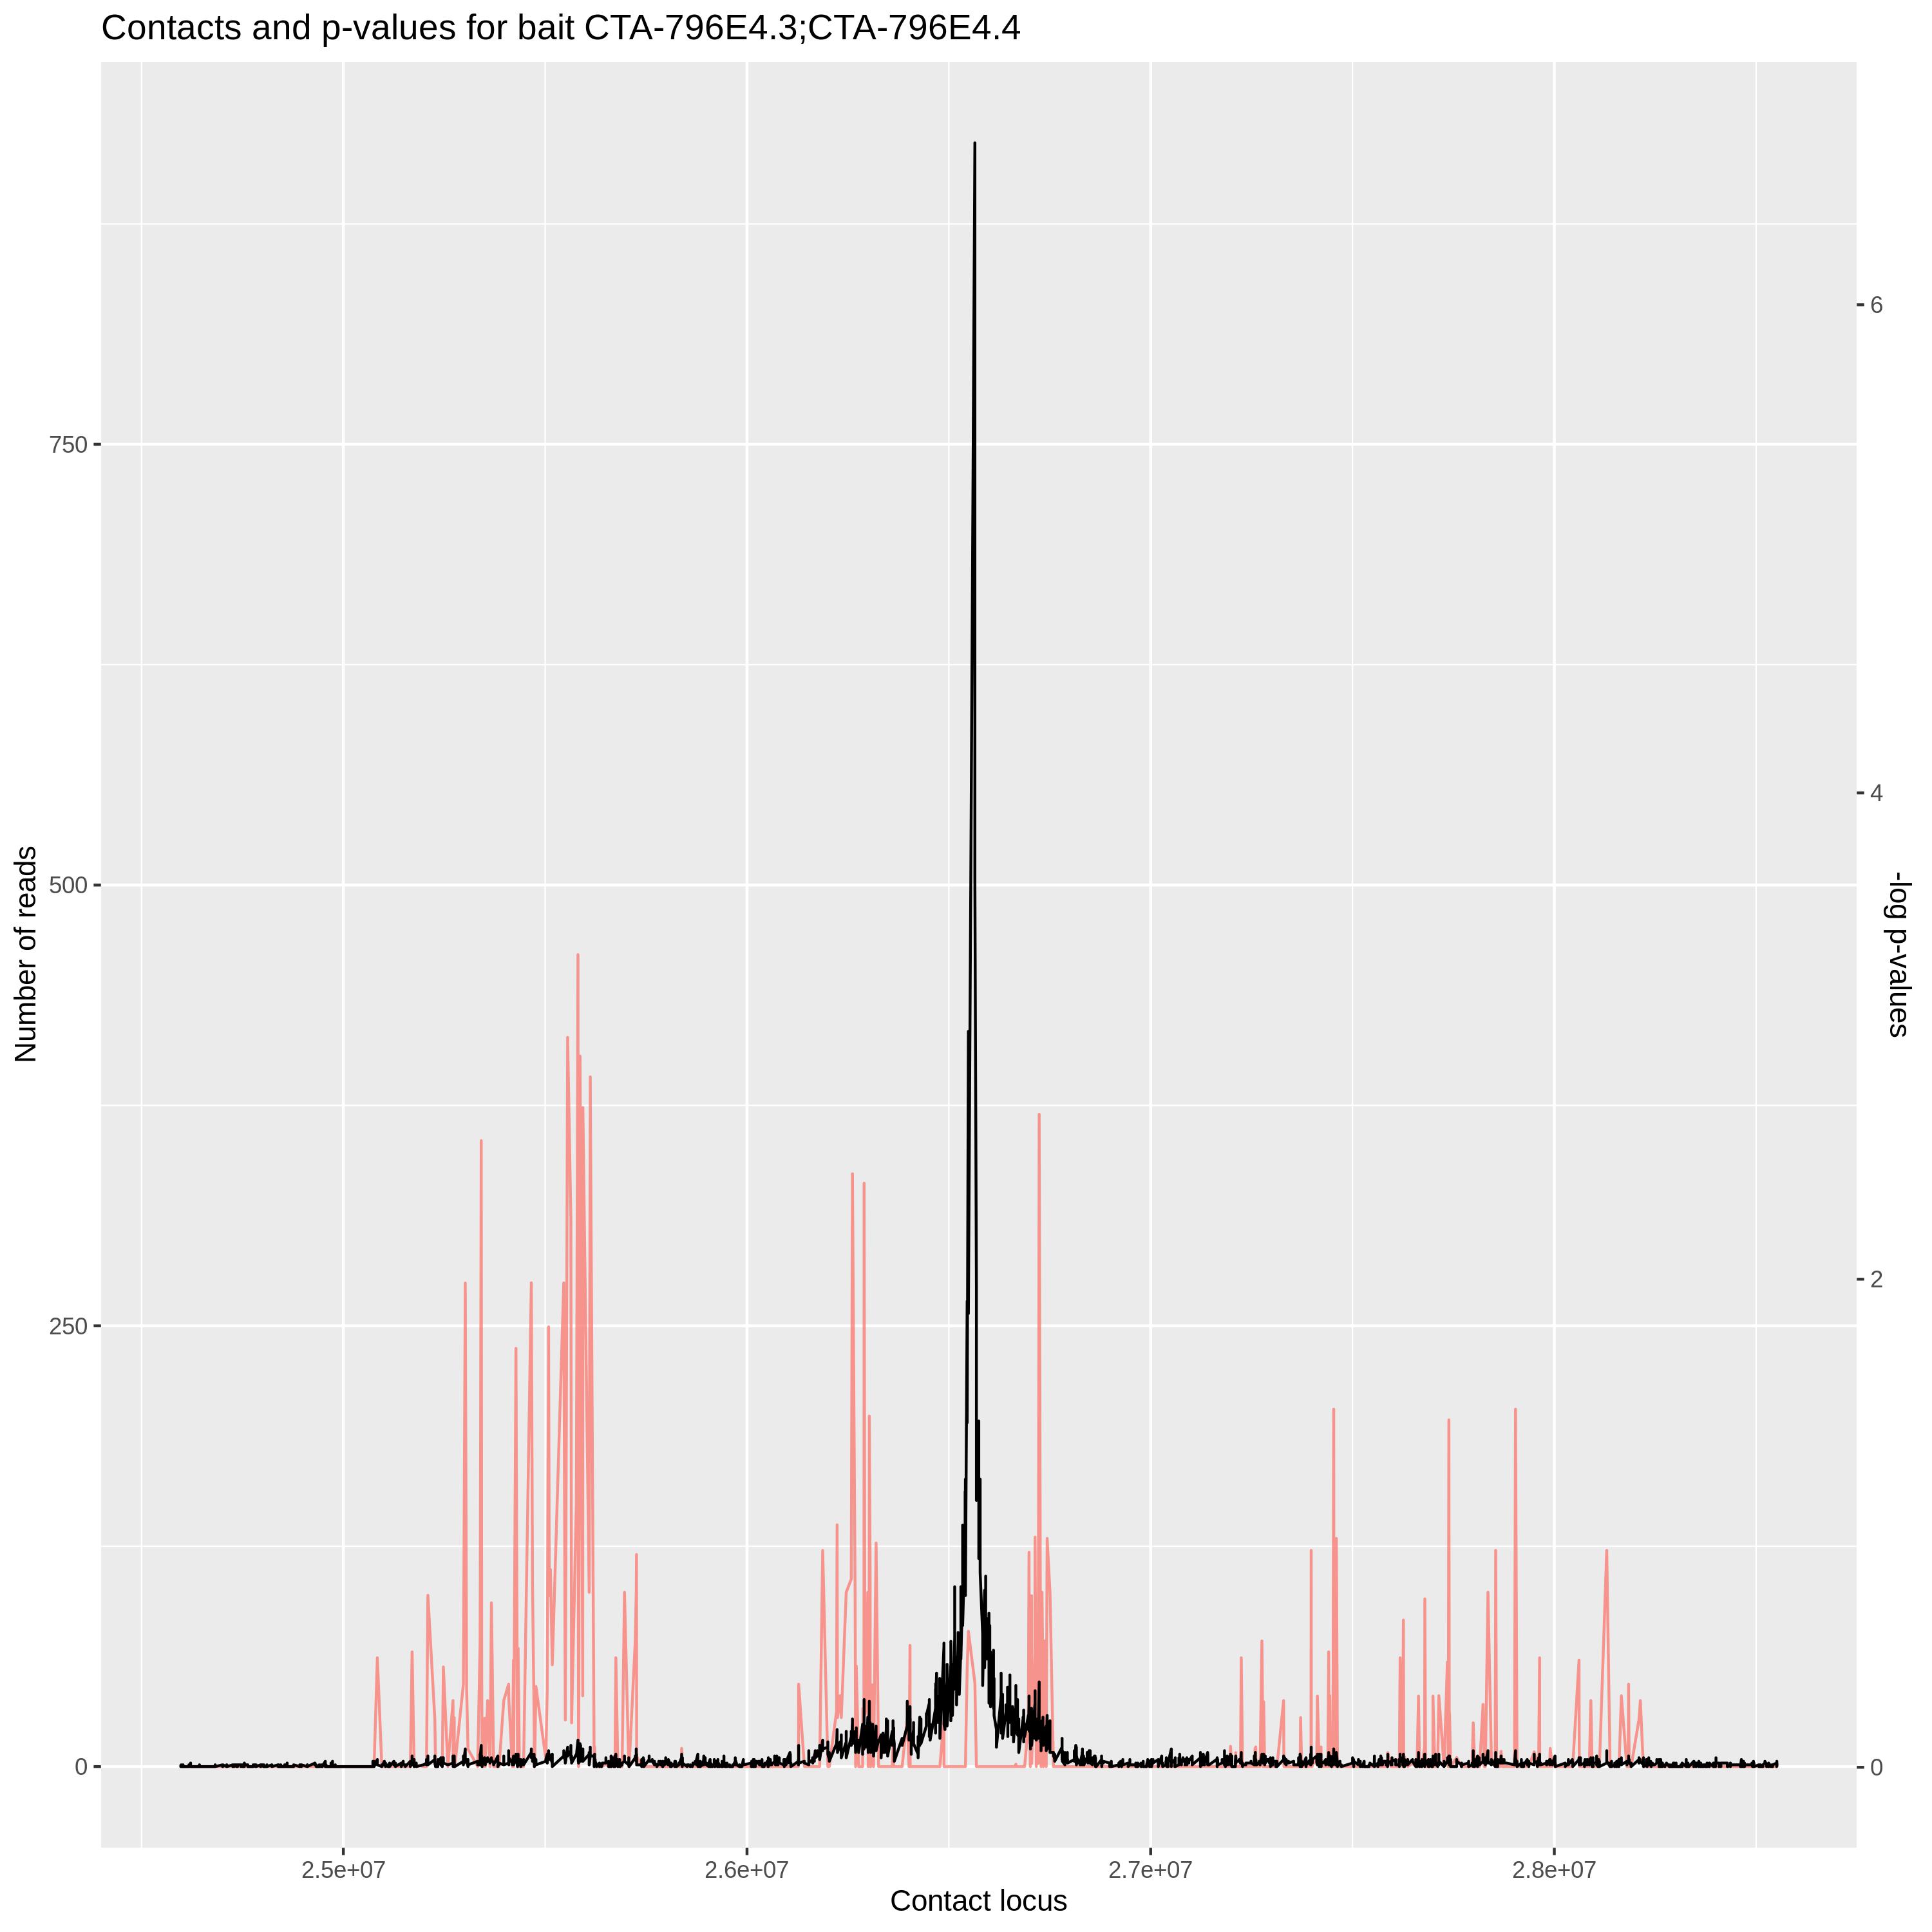 Contacts and p-values for bait CTA-796E4.3;CTA-796E4.4
Number of reads
750
500
250
0
6
4
2
0
-log p-values
2.5e+07
2.6e+07
2.7e+07
2.8e+07
Contact locus